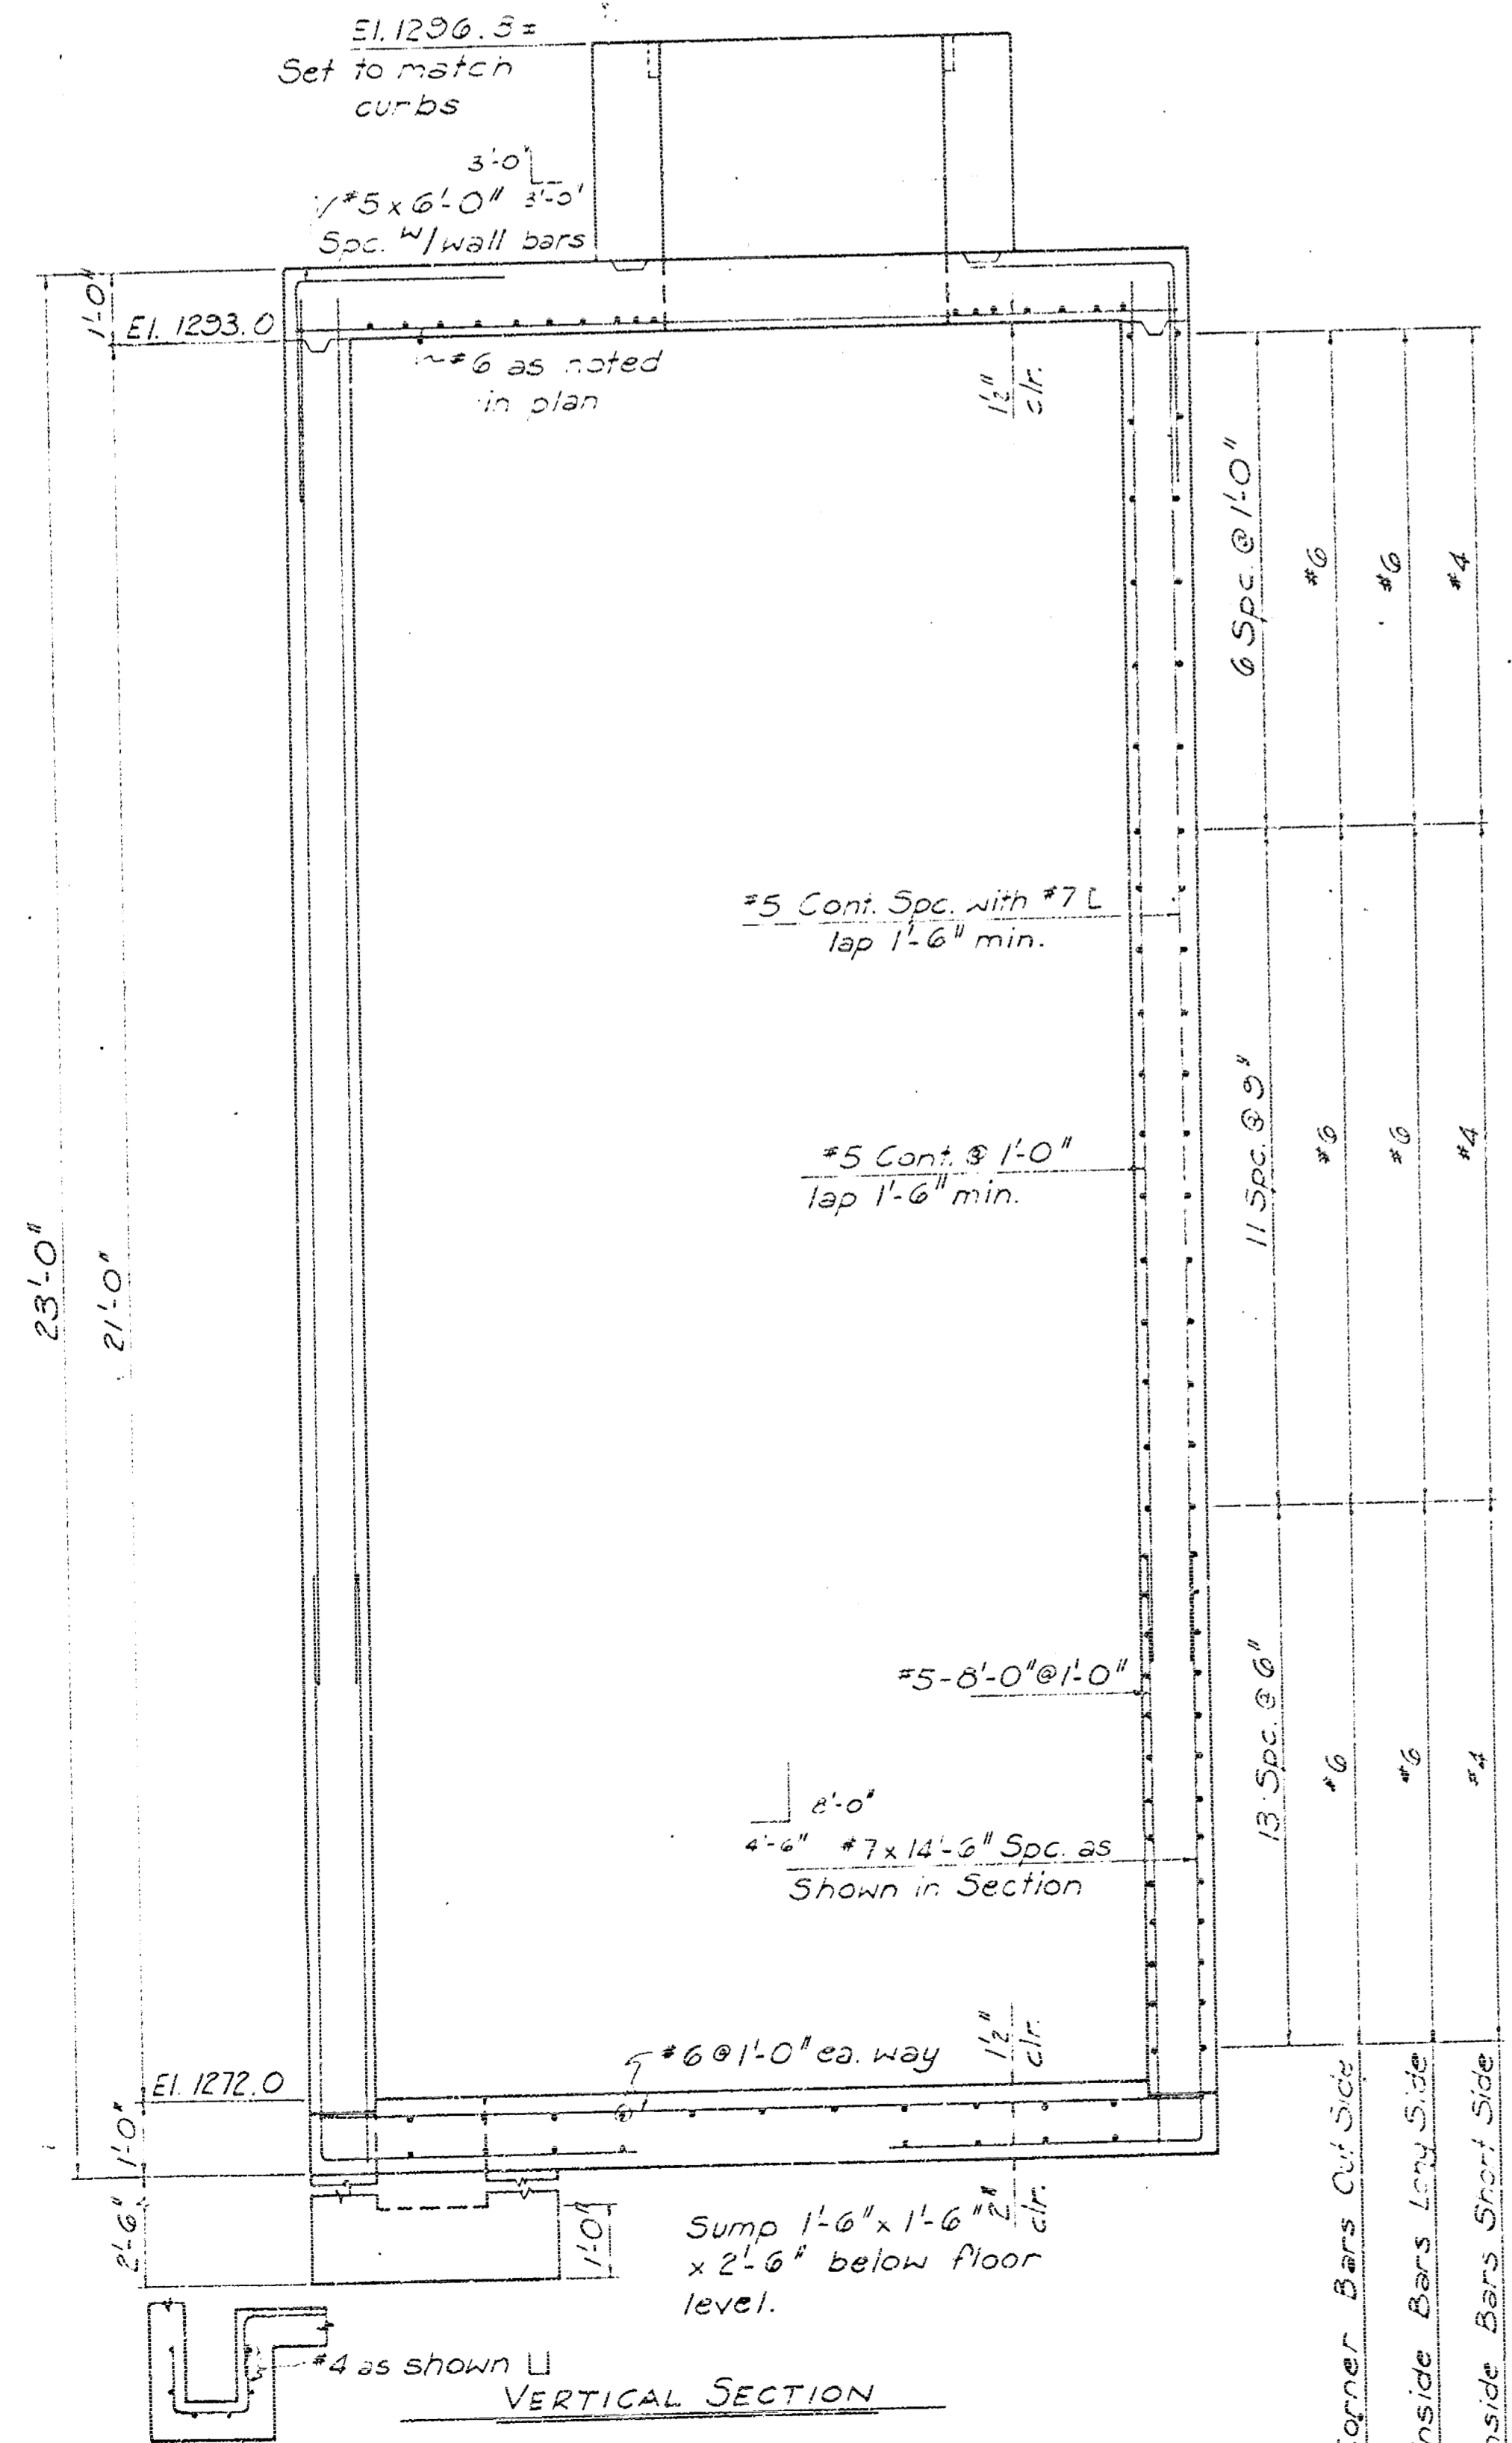 El. 1296.3±
Set to match
curbs
3'-0"
3'-0"
#5 x 6'-0"
Spc. w/wall bars
1'-0"
El. 1293.0
#6 as noted
in plan
1½"
clr.
6 Spc. @ 1'-0"
#6
#6
#4
#5 Cont. Spc. with #7 L
lap 1'-6" min.
#5 Cont. @ 1'-0"
lap 1'-6" min.
11 Spc. @ 9"
#6
#6
#4
23'-0"
21'-0"
#5-8'-0"@1'-0"
8'-0"
4'-6"
#7 x 14'-6" Spc. as
Shown in Section
13 Spc. @ 6"
#6
#6
#4
#6 @ 1'-0" ea. way
1½"
clr.
El. 1272.0
1'-0"
2'-6"
1'-0"
2"
clr.
Sump 1'-6" x 1'-6"
x 2'-6" below floor
level.
#4 as shown ⊔
VERTICAL SECTION
Corner Bars Out Side
Inside Bars Long Side
Inside Bars Short Side